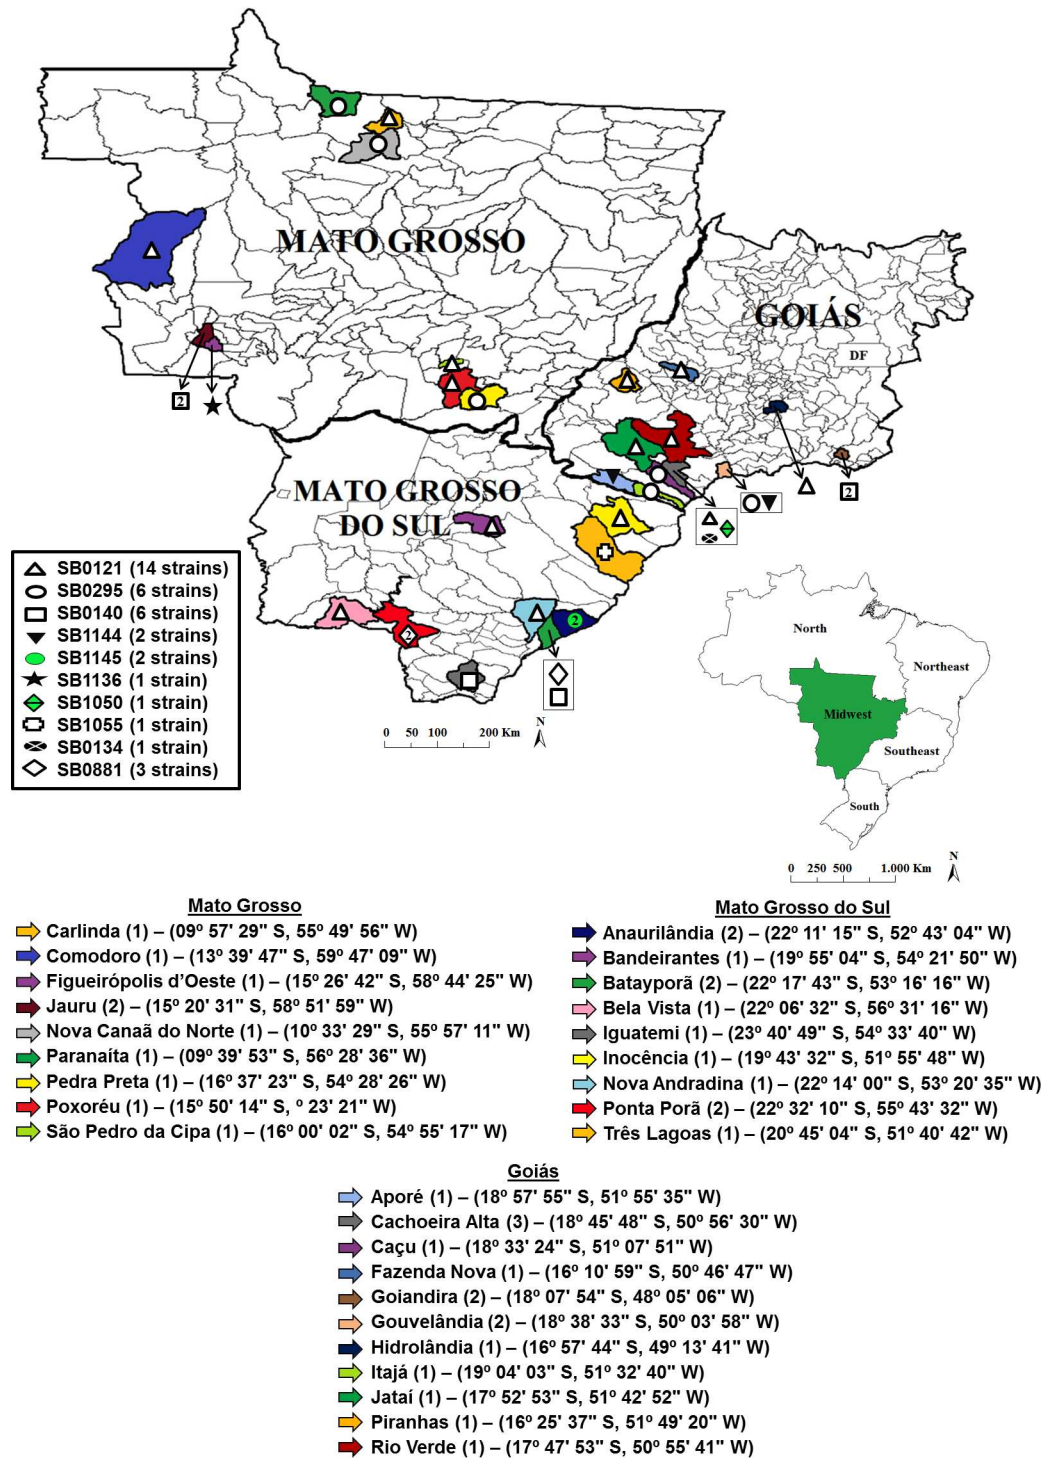 MATO GROSSO
GOIÁS
DF
2
MATO GROSSO
DO SUL
2
2
2
SB0121 (14 strains)
SB0295 (6 strains)
SB0140 (6 strains)
SB1144 (2 strains)
SB1145 (2 strains)
SB1136 (1 strain)
SB1050 (1 strain)
SB1055 (1 strain)
SB0134 (1 strain)
SB0881 (3 strains)
0 50 100 200 Km
N
North
Northeast
Midwest
Southeast
South
0 250 500 1.000 Km
N
Mato Grosso
Carlinda (1) – (09º 57' 29" S, 55º 49' 56" W)
Comodoro (1) – (13º 39' 47" S, 59º 47' 09" W)
Figueirópolis d'Oeste (1) – (15º 26' 42" S, 58º 44' 25" W)
Jauru (2) – (15º 20' 31" S, 58º 51' 59" W)
Nova Canaã do Norte (1) – (10º 33' 29" S, 55º 57' 11" W)
Paranaíta (1) – (09º 39' 53" S, 56º 28' 36" W)
Pedra Preta (1) – (16º 37' 23" S, 54º 28' 26" W)
Poxoréu (1) – (15º 50' 14" S, º 23' 21" W)
São Pedro da Cipa (1) – (16º 00' 02" S, 54º 55' 17" W)
Mato Grosso do Sul
Anaurilândia (2) – (22º 11' 15" S, 52º 43' 04" W)
Bandeirantes (1) – (19º 55' 04" S, 54º 21' 50" W)
Batayporã (2) – (22º 17' 43" S, 53º 16' 16" W)
Bela Vista (1) – (22º 06' 32" S, 56º 31' 16" W)
Iguatemi (1) – (23º 40' 49" S, 54º 33' 40" W)
Inocência (1) – (19º 43' 32" S, 51º 55' 48" W)
Nova Andradina (1) – (22º 14' 00" S, 53º 20' 35" W)
Ponta Porã (2) – (22º 32' 10" S, 55º 43' 32" W)
Três Lagoas (1) – (20º 45' 04" S, 51º 40' 42" W)
Goiás
Aporé (1) – (18º 57' 55" S, 51º 55' 35" W)
Cachoeira Alta (3) – (18º 45' 48" S, 50º 56' 30" W)
Caçu (1) – (18º 33' 24" S, 51º 07' 51" W)
Fazenda Nova (1) – (16º 10' 59" S, 50º 46' 47" W)
Goiandira (2) – (18º 07' 54" S, 48º 05' 06" W)
Gouvelândia (2) – (18º 38' 33" S, 50º 03' 58" W)
Hidrolândia (1) – (16º 57' 44" S, 49º 13' 41" W)
Itajá (1) – (19º 04' 03" S, 51º 32' 40" W)
Jataí (1) – (17º 52' 53" S, 51º 42' 52" W)
Piranhas (1) – (16º 25' 37" S, 51º 49' 20" W)
Rio Verde (1) – (17º 47' 53" S, 50º 55' 41" W)